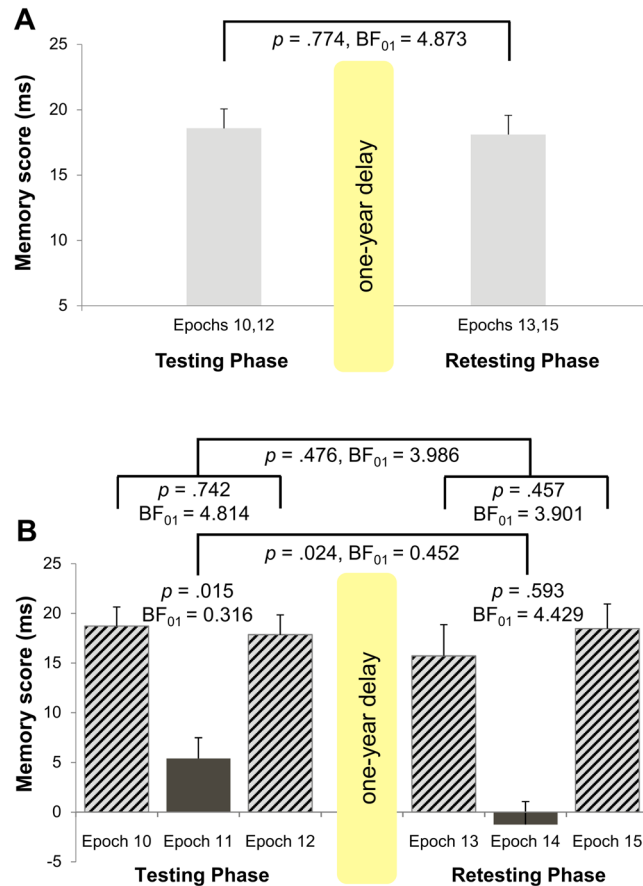 A
p = .774, BF01 = 4.873
Memory score (ms)
25
20
15
10
5
one-year delay
Epochs 10,12
Epochs 13,15
Testing Phase
Retesting Phase
p = .476, BF01 = 3.986
p = .742
BF01 = 4.814
p = .457
BF01 = 3.901
B
p = .024, BF01 = 0.452
p = .015
BF01 = 0.316
p = .593
BF01 = 4.429
Memory score (ms)
25
20
15
10
5
0
-5
one-year delay
Epoch 10
Epoch 11
Epoch 12
Epoch 13
Epoch 14
Epoch 15
Testing Phase
Retesting Phase